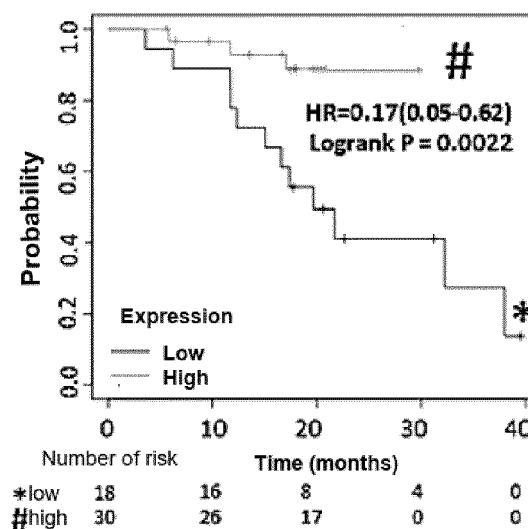 1.0
#
HR=0.17(0.05-0.62)
Logrank P = 0.0022
0.8
0.6
Probability
0.4
0.2
*
Expression
Low
High
0.0
0 10 20 30 40
Number of risk Time (months)
*low 18 16 8 4 0
#high 30 26 17 0 0